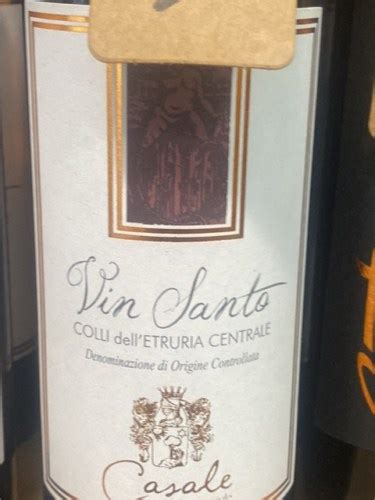 Vin Santo
COLLI dell'ETRURIA CENTRALE
Denominazione di Origine Controllata
Casale